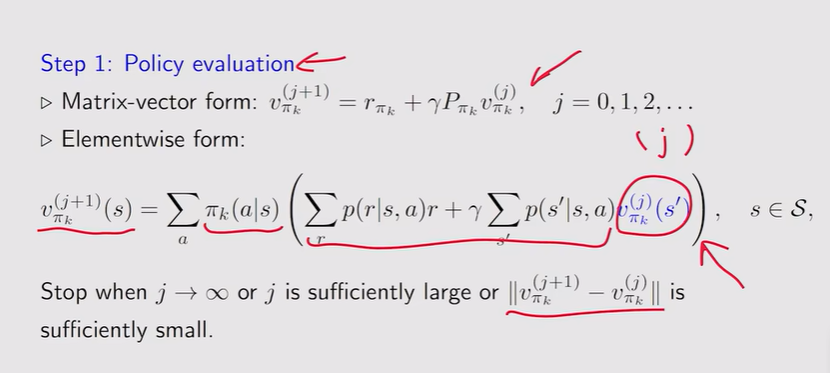 Step 1: Policy evaluation
▷ Matrix-vector form: $v_{\pi_k}^{(j+1)} = r_{\pi_k} + \gamma P_{\pi_k} v_{\pi_k}^{(j)}, \quad j = 0, 1, 2, \ldots$
▷ Elementwise form:
(j)
$v_{\pi_k}^{(j+1)}(s) = \sum_a \pi_k(a|s) \left( \sum_r p(r|s,a)r + \gamma \sum_{s'} p(s'|s,a) v_{\pi_k}^{(j)}(s') \right), \quad s \in \mathcal{S},$
Stop when $j \to \infty$ or $j$ is sufficiently large or $\|v_{\pi_k}^{(j+1)} - v_{\pi_k}^{(j)}\|$ is
sufficiently small.